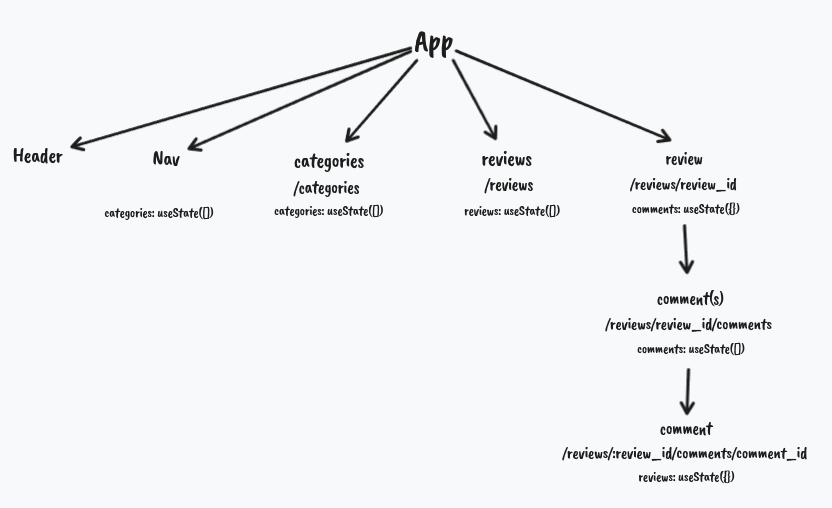 App
Header
Nav
categories: useState([])
categories
/categories
categories: useState([])
reviews
/reviews
reviews: useState([])
review
/reviews/review_id
comments: useState({})
comment(s)
/reviews/review_id/comments
comments: useState([])
comment
/reviews/:review_id/comments/comment_id
reviews: useState({})